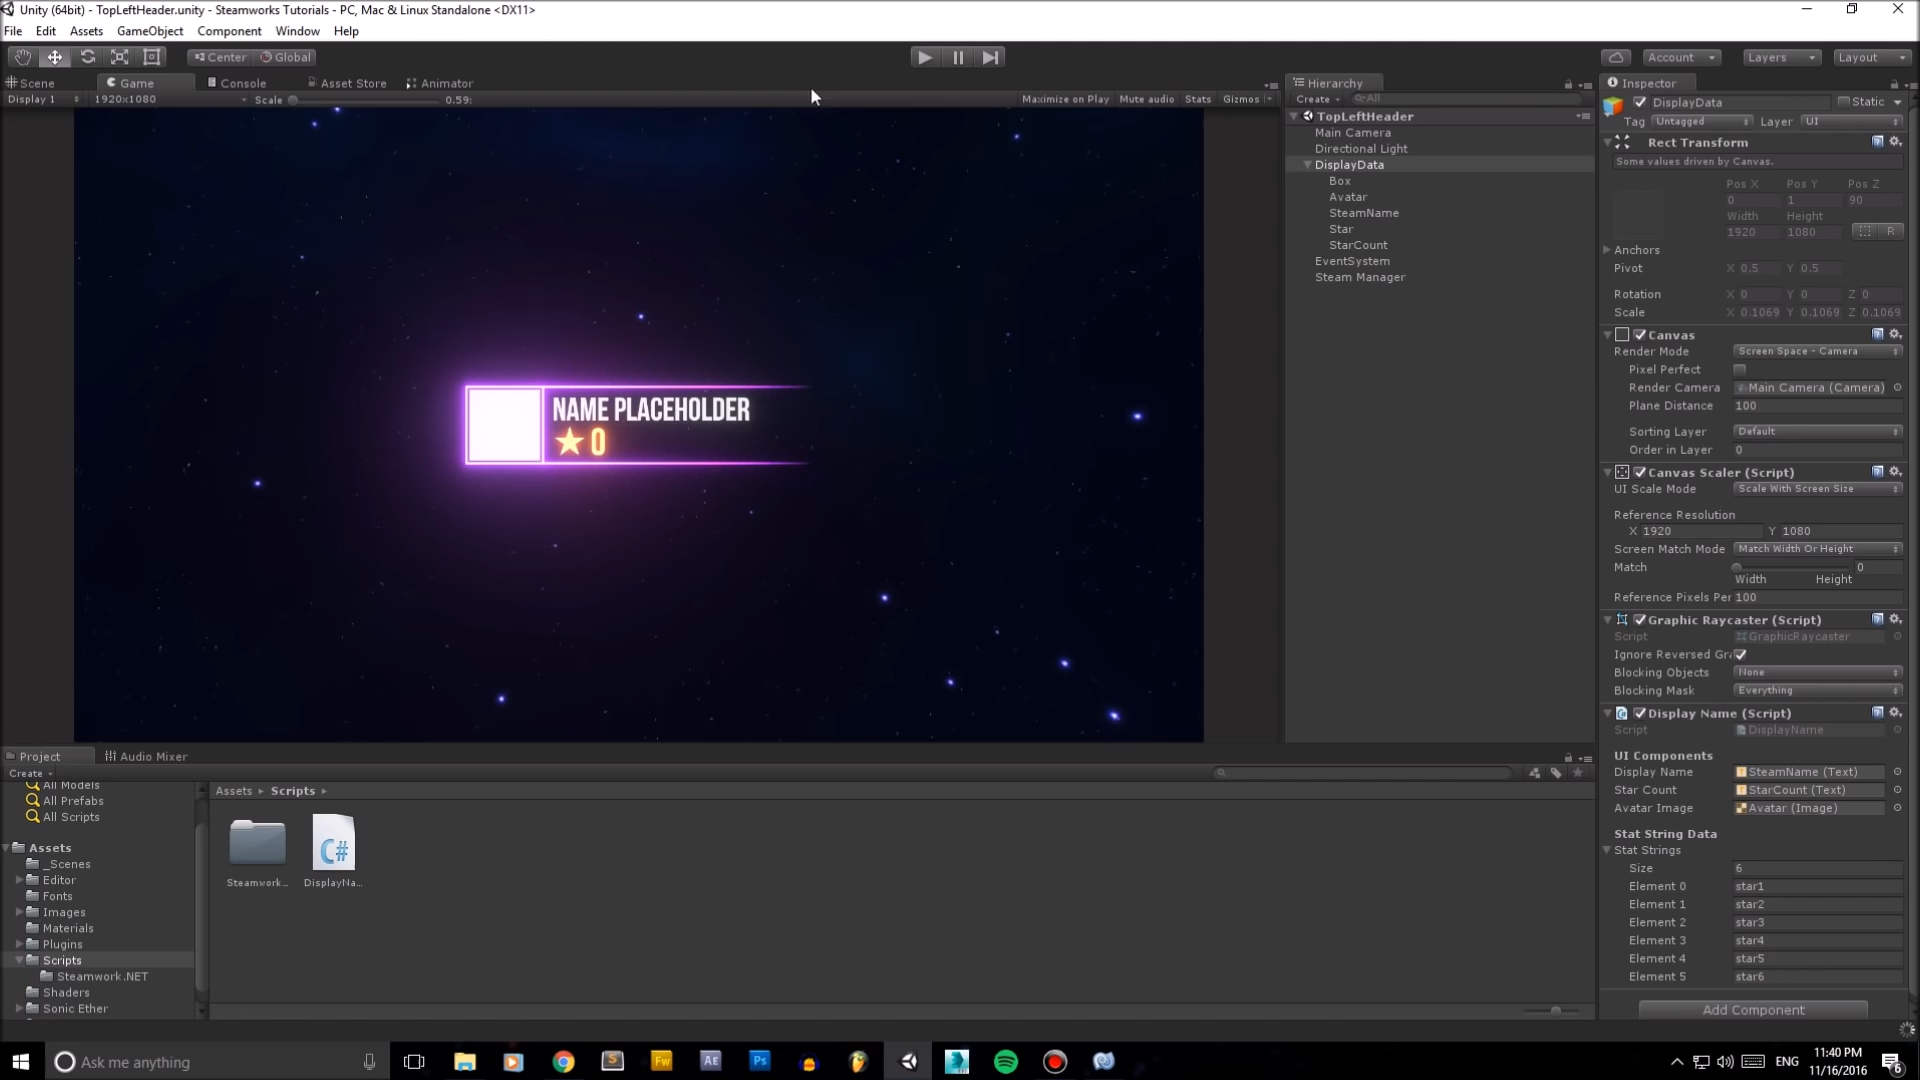 Unity (64bit) - TopLeftHeader.unity - Steamworks Tutorials - PC, Mac & Linux Standalone <DX11>
File Edit Assets GameObject Component Window Help
Center Global
Account Layers Layout
Scene Game Console Asset Store Animator
Display 1 1920x1080 Scale 0.59:
Maximize on Play Mute audio Stats Gizmos
NAME PLACEHOLDER
0
Hierarchy
Create All
TopLeftHeader
Main Camera
Directional Light
DisplayData
Box
Avatar
SteamName
Star
StarCount
EventSystem
Steam Manager
Inspector
DisplayData Static
Tag Untagged Layer UI
Rect Transform
Some values driven by Canvas.
Pos X Pos Y Pos Z
0 1 90
Width Height
1920 1080 R
Anchors
Pivot X 0.5 Y 0.5
Rotation X 0 Y 0 Z 0
Scale X 0.1069 Y 0.1069 Z 0.1069
Canvas
Render Mode Screen Space - Camera
Pixel Perfect
Render Camera Main Camera (Camera)
Plane Distance 100
Sorting Layer Default
Order in Layer 0
Canvas Scaler (Script)
UI Scale Mode Scale With Screen Size
Reference Resolution
X 1920 Y 1080
Screen Match Mode Match Width Or Height
Match 0
Width Height
Reference Pixels Per 100
Graphic Raycaster (Script)
Script GraphicRaycaster
Ignore Reversed Gra
Blocking Objects None
Blocking Mask Everything
Display Name (Script)
Script DisplayName
UI Components
Display Name SteamName (Text)
Star Count StarCount (Text)
Avatar Image Avatar (Image)
Stat String Data
Stat Strings
Size 6
Element 0 star1
Element 1 star2
Element 2 star3
Element 3 star4
Element 4 star5
Element 5 star6
Add Component
Project Audio Mixer
Create
All Models
All Prefabs
All Scripts
Assets
_Scenes
Editor
Fonts
Images
Materials
Plugins
Scripts
Steamwork.NET
Shaders
Sonic Ether
Assets Scripts
C#
Steamwork... DisplayNa...
Ask me anything
Fw Ae Ps
ENG 11:40 PM
11/16/2016 6